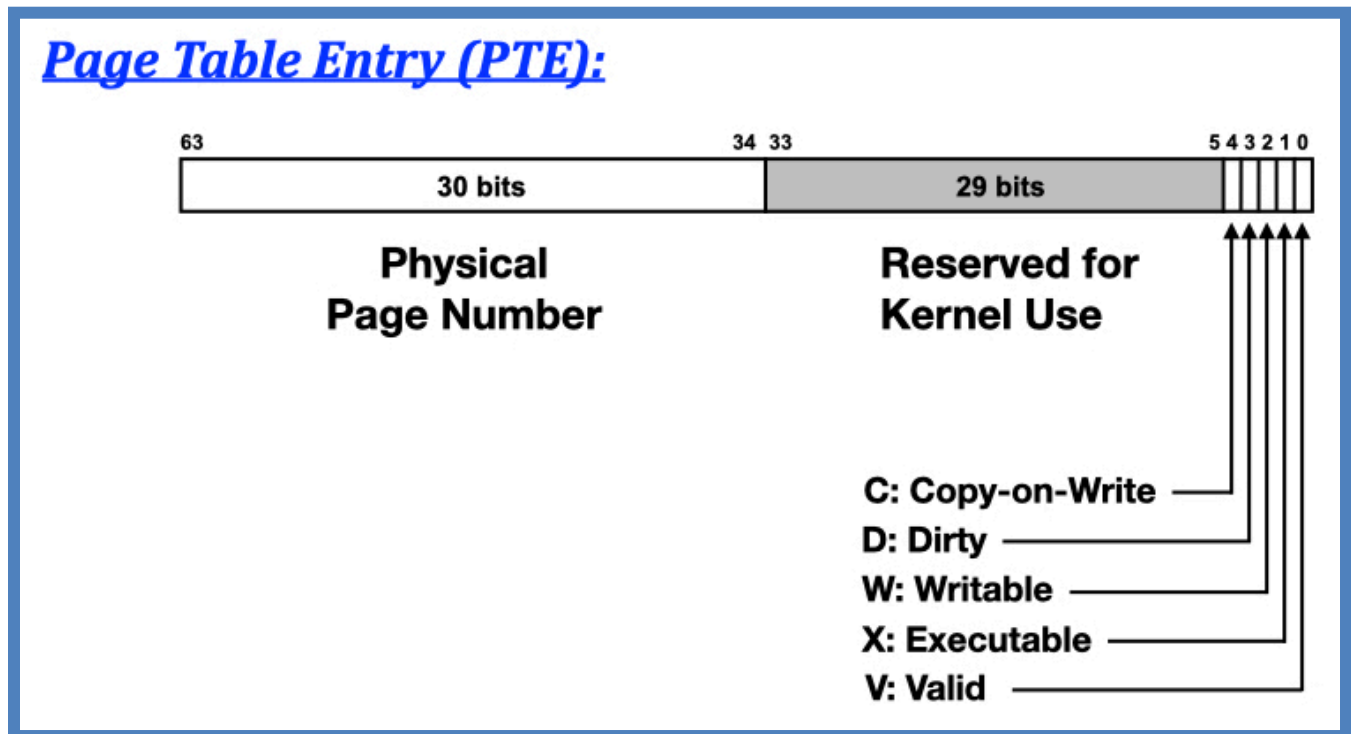 Page Table Entry (PTE):
63 34 33 5 4 3 2 1 0
30 bits 29 bits
Physical
Page Number
Reserved for
Kernel Use
C: Copy-on-Write
D: Dirty
W: Writable
X: Executable
V: Valid